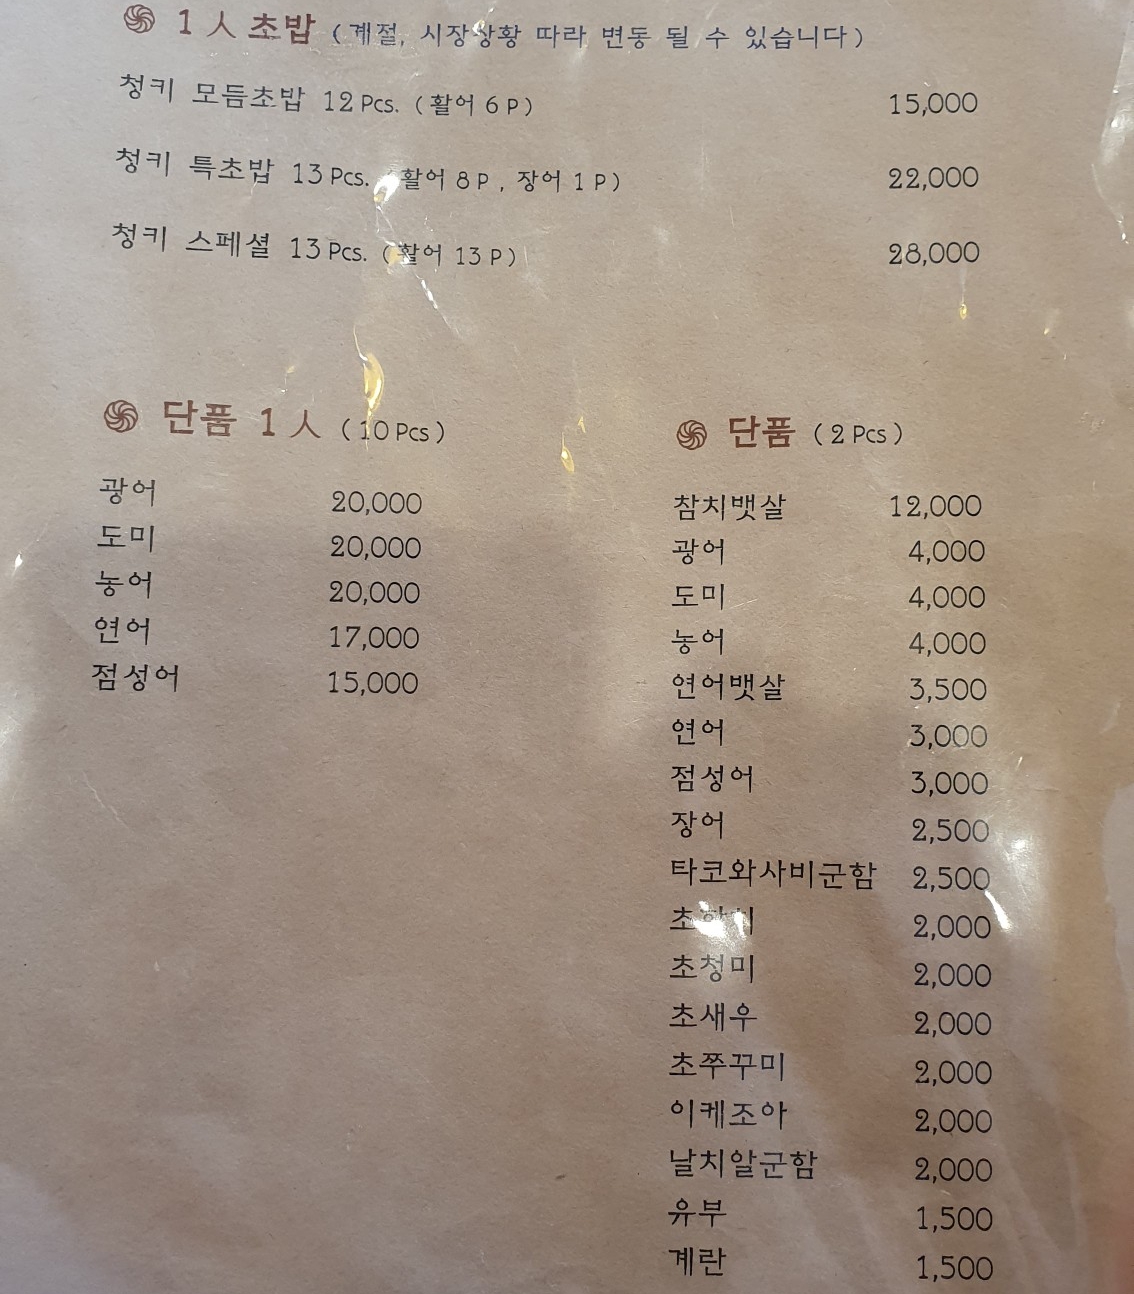 1人 초밥 (계절, 시장상황 따라 변동 될 수 있습니다)
청키 모듬초밥 12 Pcs. (활어 6 P) 15,000
청키 특초밥 13 Pcs. (활어 8 P, 장어 1 P) 22,000
청키 스페셜 13 Pcs. (활어 13 P) 28,000
단품 1人 (10 Pcs)
광어 20,000
도미 20,000
농어 20,000
연어 17,000
점성어 15,000
단품 (2 Pcs)
참치뱃살 12,000
광어 4,000
도미 4,000
농어 4,000
연어뱃살 3,500
연어 3,000
점성어 3,000
장어 2,500
타코와사비군함 2,500
2,000
초청미 2,000
초새우 2,000
초쭈꾸미 2,000
이케조아 2,000
날치알군함 2,000
유부 1,500
계란 1,500